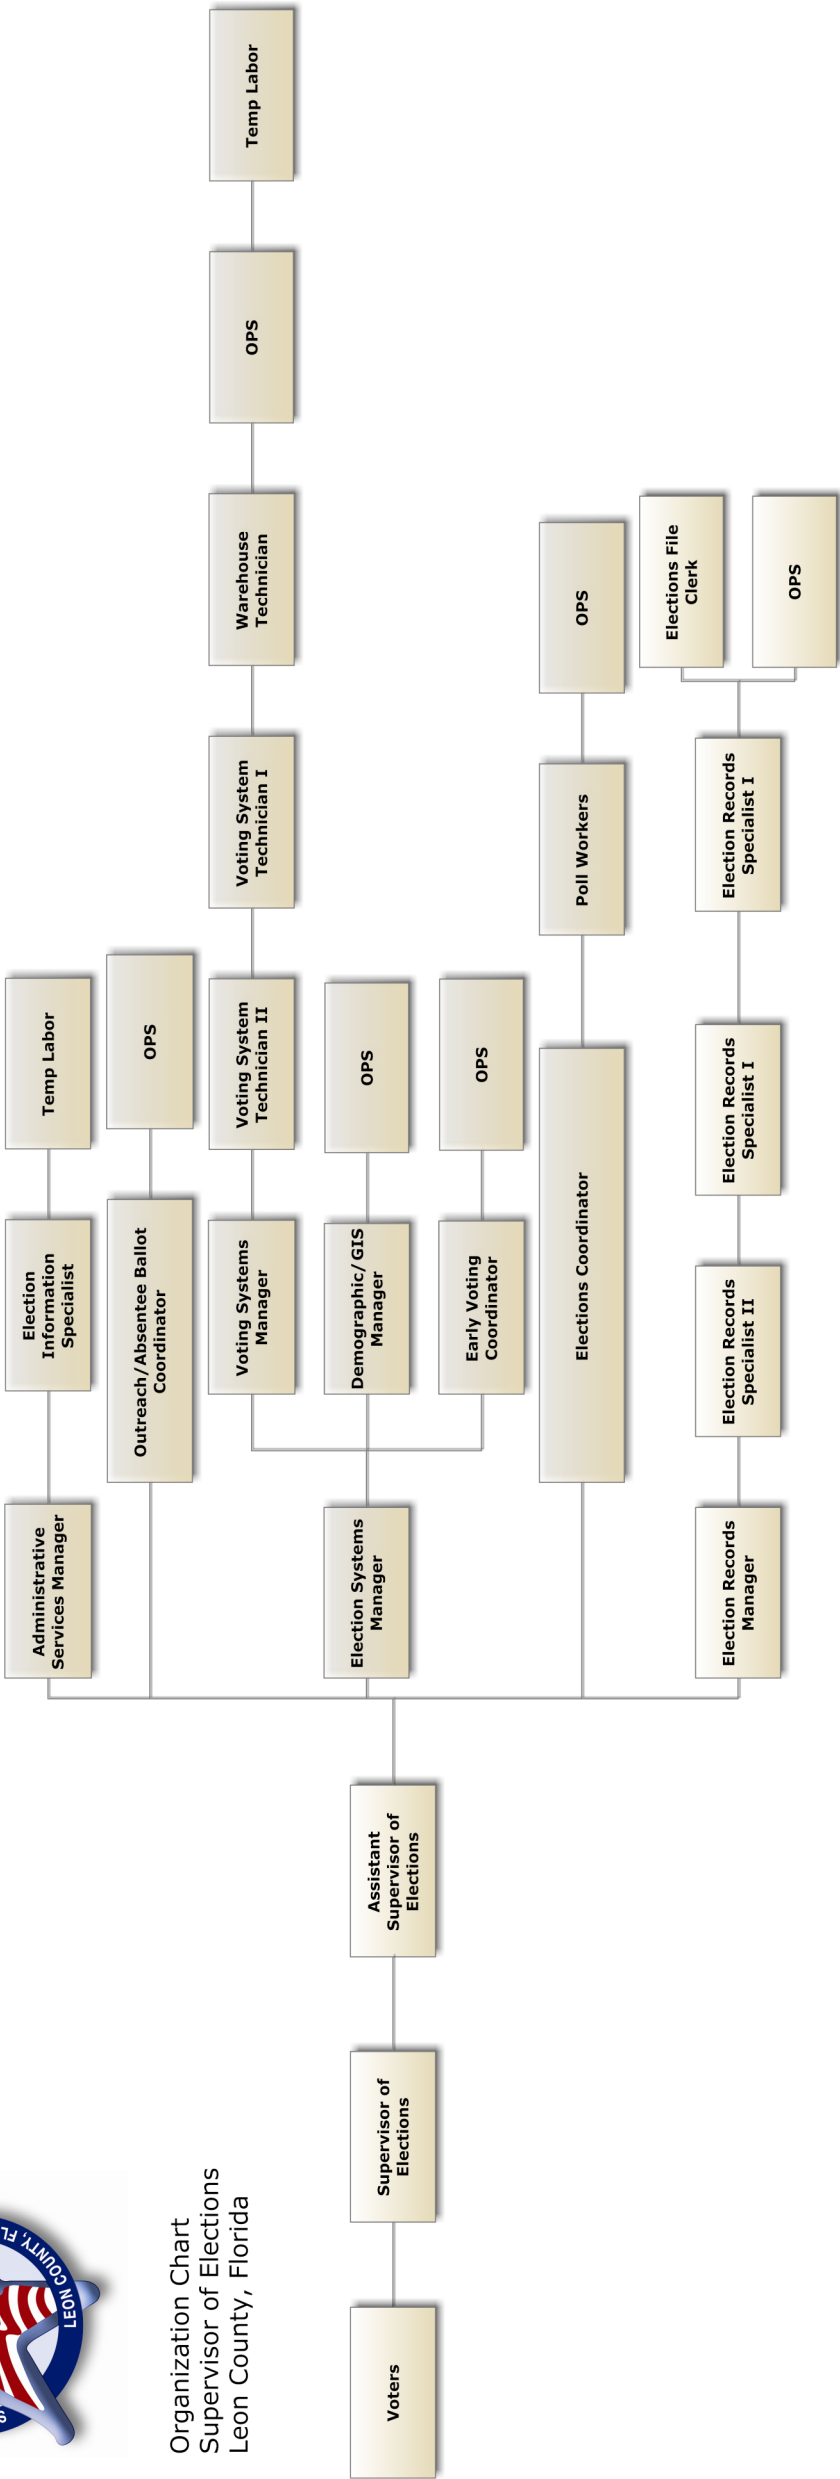 LEON COUNTY, FL
Organization Chart
Supervisor of Elections
Leon County, Florida
Voters
Supervisor of
Elections
Assistant
Supervisor of
Elections
Administrative
Services Manager
Election
Information
Specialist
Temp Labor
Outreach/Absentee Ballot
Coordinator
OPS
Election Systems
Manager
Voting Systems
Manager
Voting System
Technician II
Voting System
Technician I
Warehouse
Technician
OPS
Temp Labor
Demographic/GIS
Manager
OPS
Early Voting
Coordinator
OPS
Elections Coordinator
Poll Workers
OPS
Election Records
Manager
Election Records
Specialist II
Election Records
Specialist I
Election Records
Specialist I
Elections File
Clerk
OPS